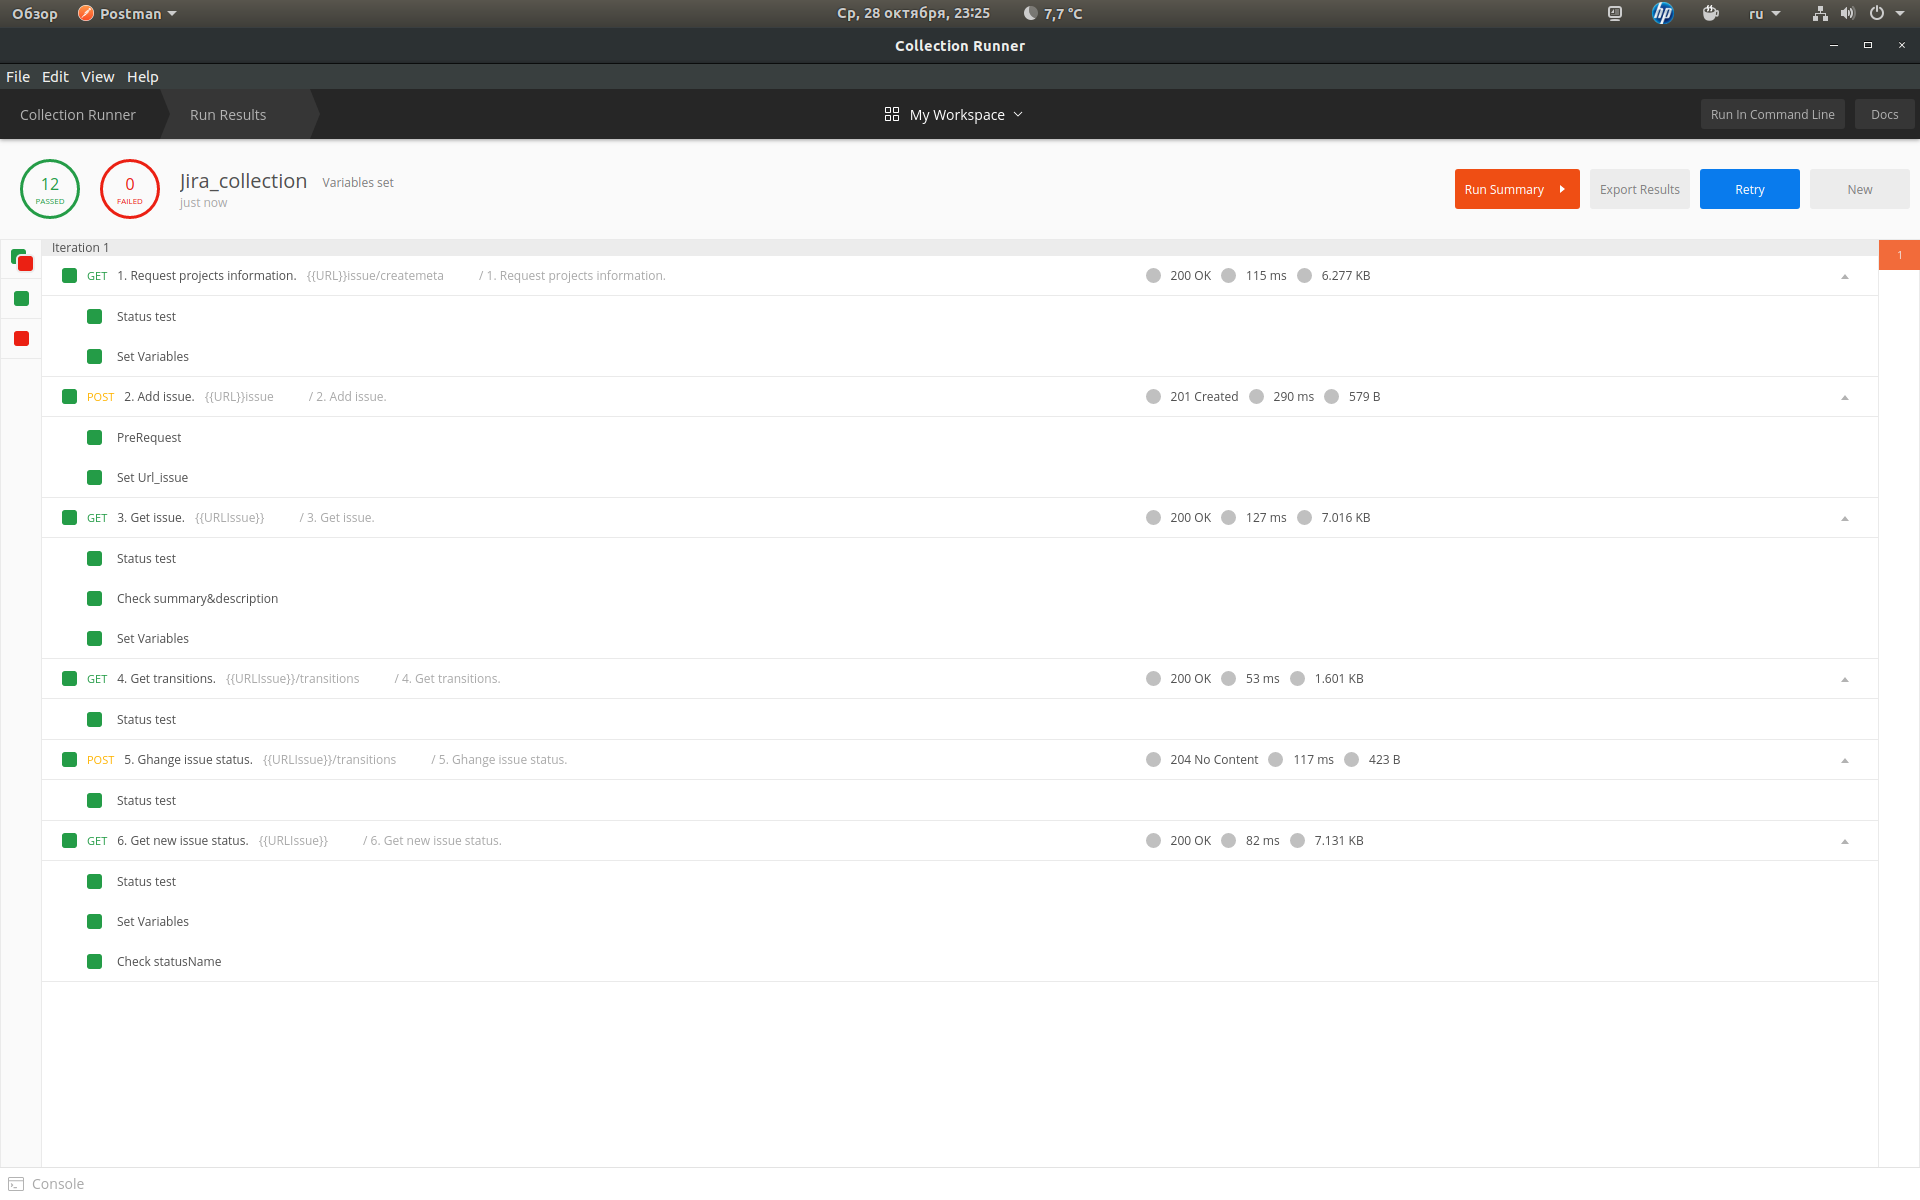 Обзор Postman Ср, 28 октября, 23:25 7,7 °C hp ru
Collection Runner
File Edit View Help
Collection Runner Run Results My Workspace Run In Command Line Docs
12 PASSED 0 FAILED Jira_collection Variables set
just now
Run Summary Export Results Retry New
Iteration 1
1
GET 1. Request projects information. {{URL}}issue/createmeta / 1. Request projects information. 200 OK 115 ms 6.277 KB
Status test
Set Variables
POST 2. Add issue. {{URL}}issue / 2. Add issue. 201 Created 290 ms 579 B
PreRequest
Set Url_issue
GET 3. Get issue. {{URLIssue}} / 3. Get issue. 200 OK 127 ms 7.016 KB
Status test
Check summary&description
Set Variables
GET 4. Get transitions. {{URLIssue}}/transitions / 4. Get transitions. 200 OK 53 ms 1.601 KB
Status test
POST 5. Ghange issue status. {{URLIssue}}/transitions / 5. Ghange issue status. 204 No Content 117 ms 423 B
Status test
GET 6. Get new issue status. {{URLIssue}} / 6. Get new issue status. 200 OK 82 ms 7.131 KB
Status test
Set Variables
Check statusName
Console